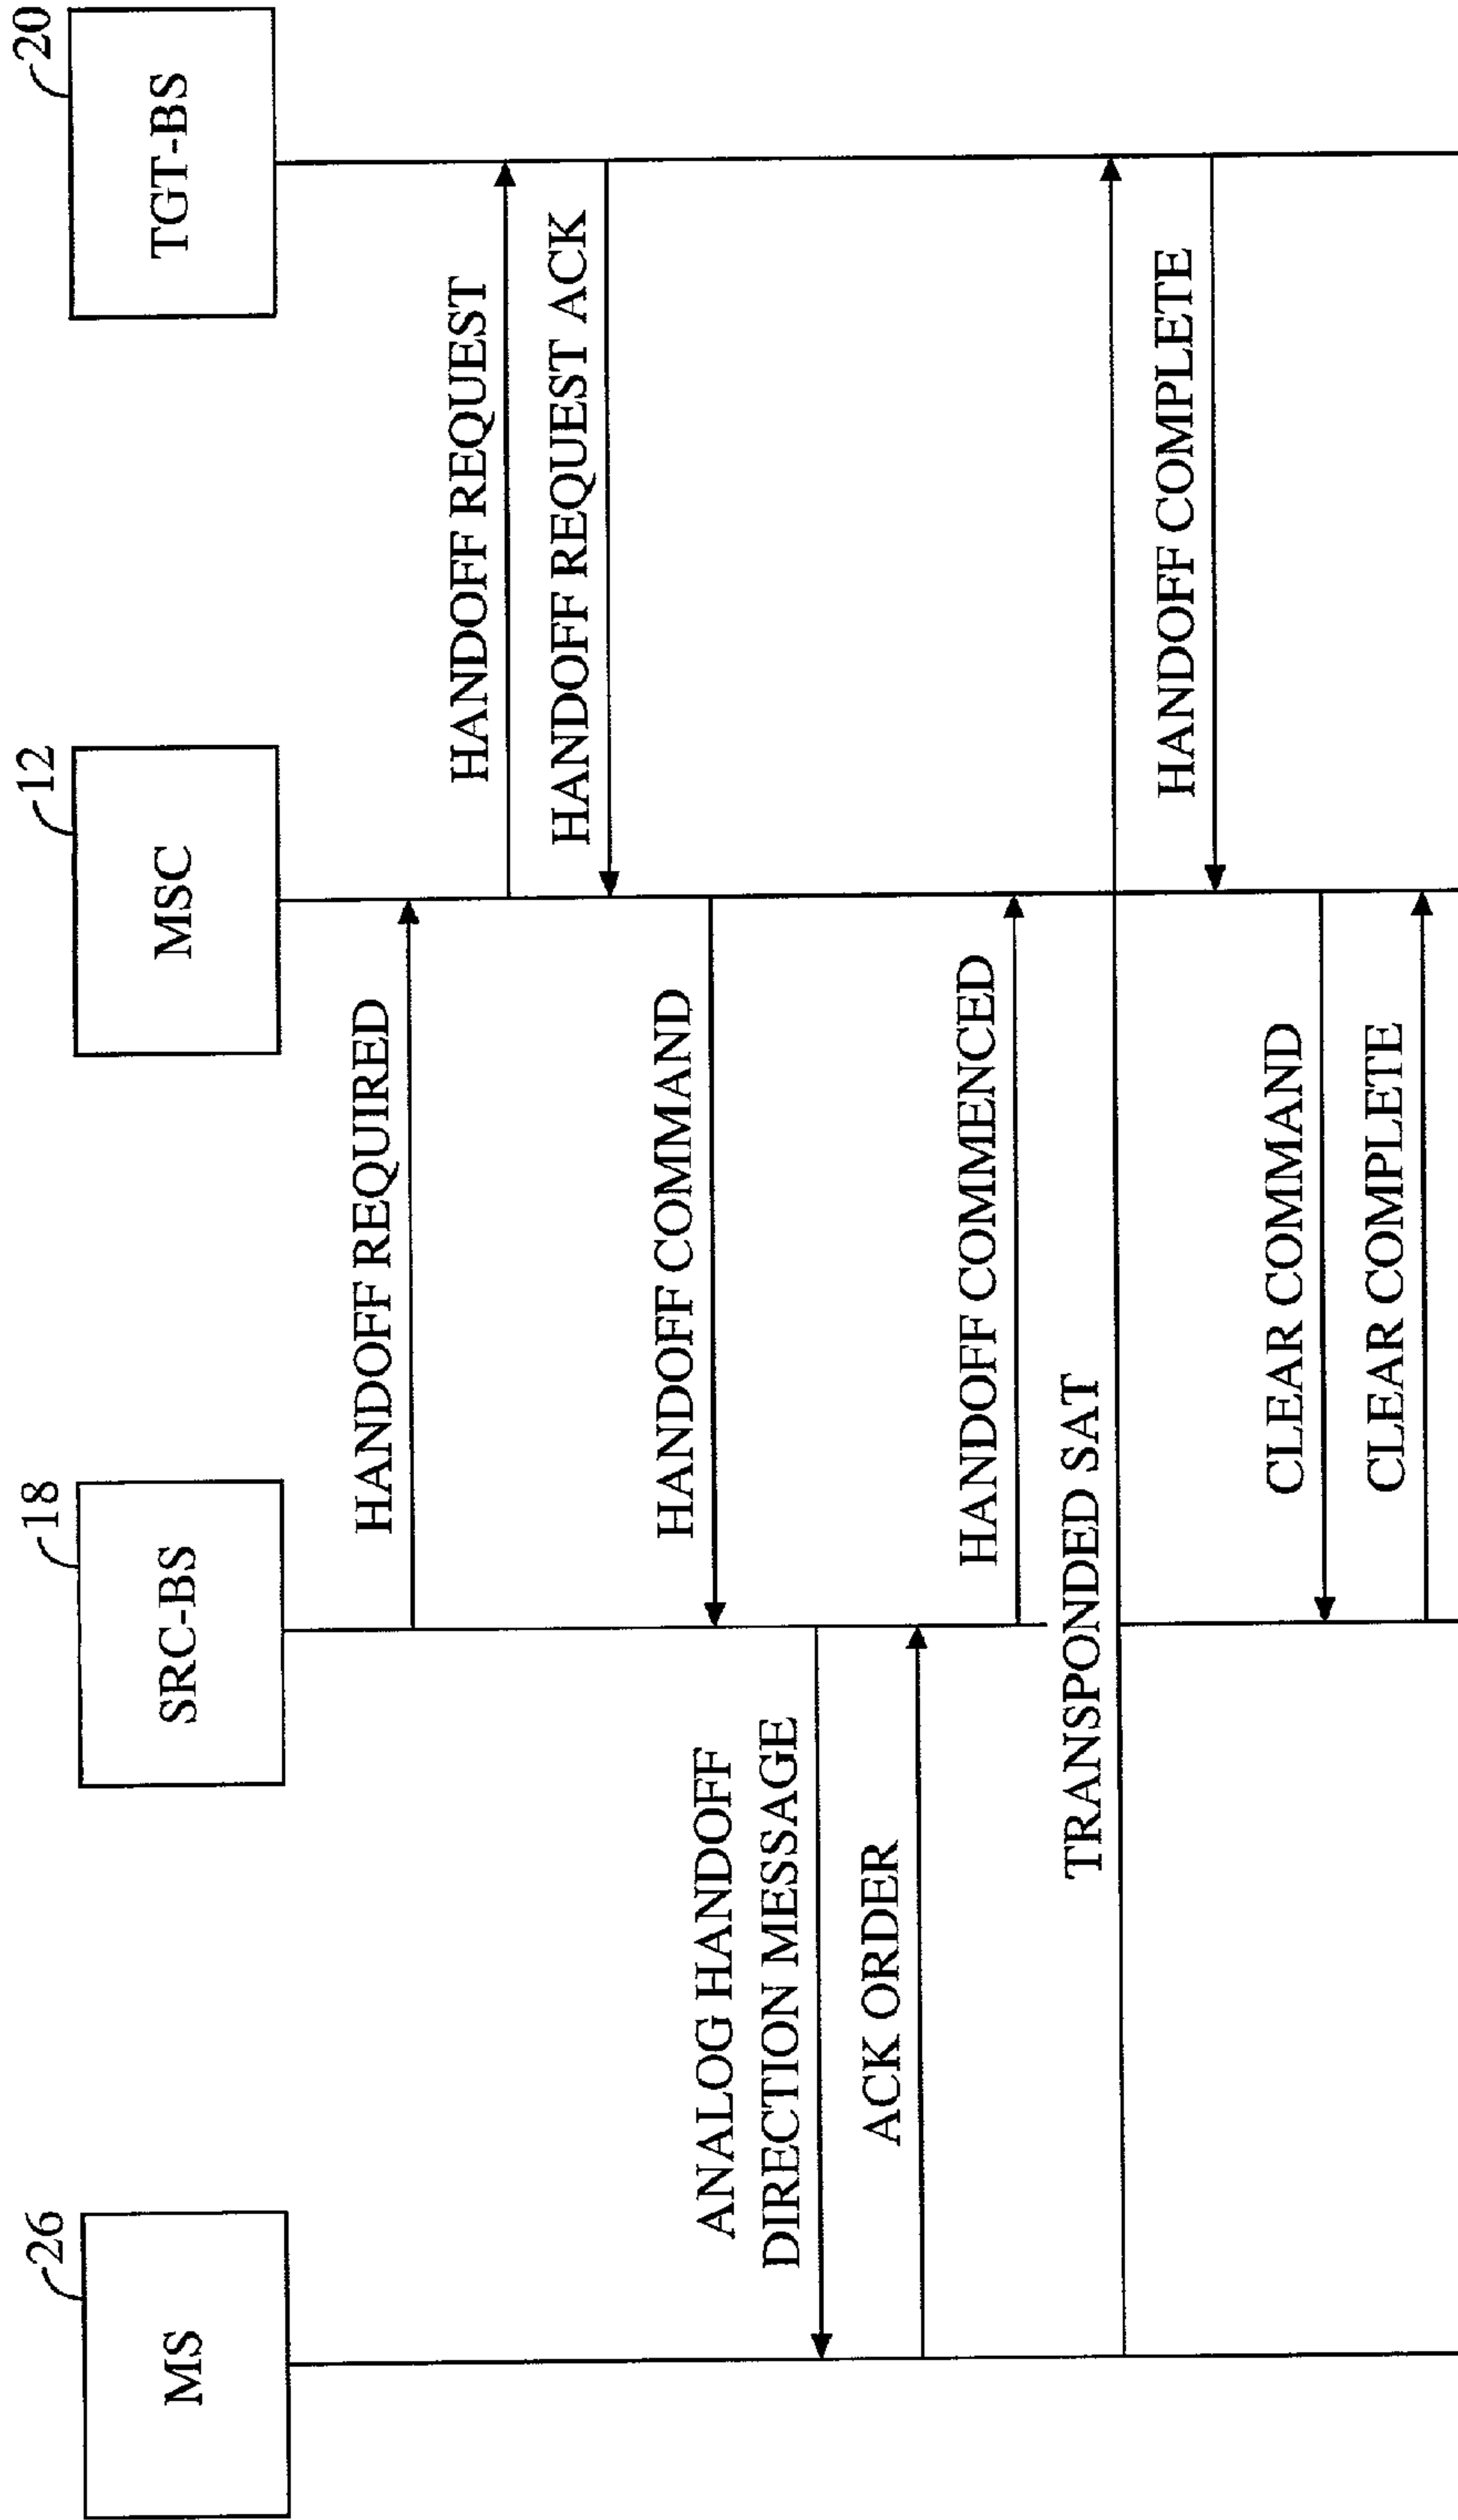 26
18
12
20
MS
SRC-BS
MSC
TGT-BS
HANDOFF REQUIRED
HANDOFF REQUEST
HANDOFF REQUEST ACK
HANDOFF COMMAND
ANALOG HANDOFF
DIRECTION MESSAGE
ACK ORDER
HANDOFF COMMENCED
TRANSPONDED SAT
HANDOFF COMPLETE
CLEAR COMMAND
CLEAR COMPLETE